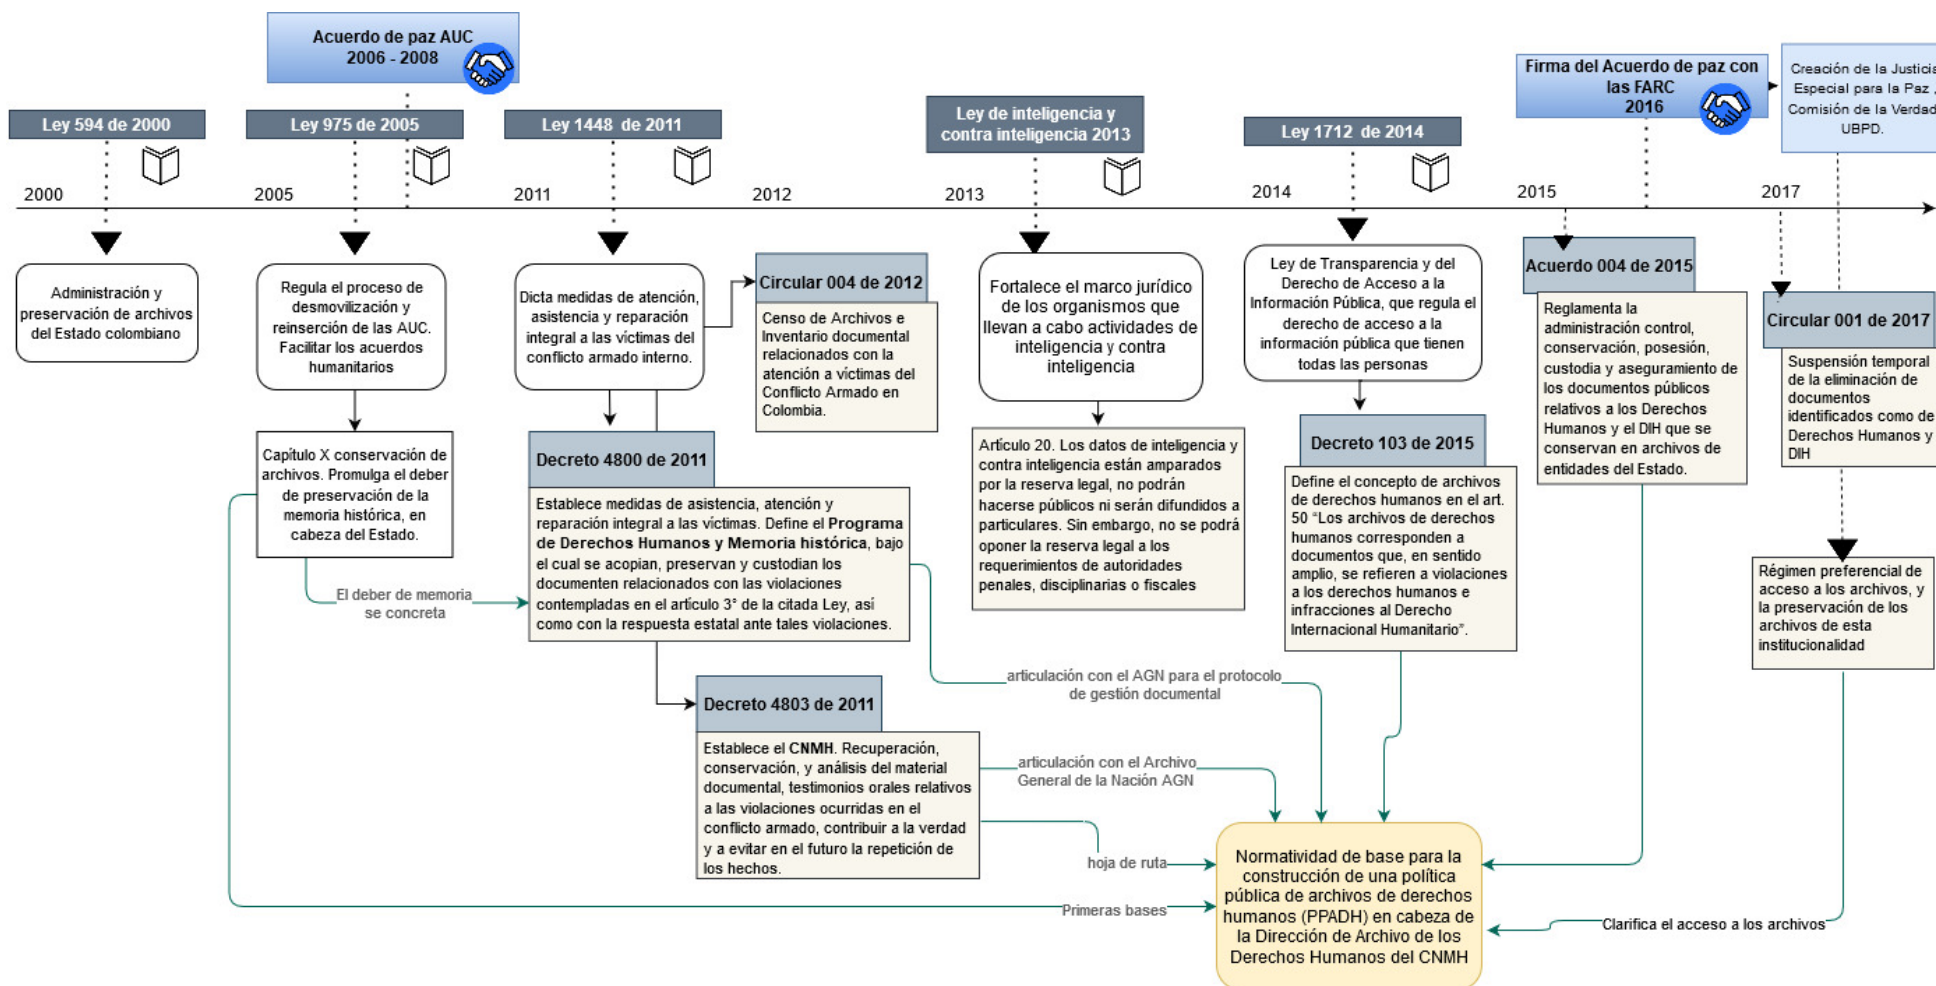 Acuerdo de paz AUC
2006 - 2008
Firma del Acuerdo de paz con
las FARC
2016
Creación de la Justicia
Especial para la Paz ,
Comisión de la Verdad
UBPD.
Ley 594 de 2000
Ley 975 de 2005
Ley 1448 de 2011
Ley de inteligencia y
contra inteligencia 2013
Ley 1712 de 2014
2000
2005
2011
2012
2013
2014
2015
2017
Administración y
preservación de archivos
del Estado colombiano
Regula el proceso de
desmovilización y
reinserción de las AUC.
Facilitar los acuerdos
humanitarios
Capítulo X conservación de
archivos. Promulga el deber
de preservación de la
memoria histórica, en
cabeza del Estado.
El deber de memoria
se concreta
Dicta medidas de atención,
asistencia y reparación
integral a las víctimas del
conflicto armado interno.
Circular 004 de 2012
Censo de Archivos e
Inventario documental
relacionados con la
atención a víctimas del
Conflicto Armado en
Colombia.
Decreto 4800 de 2011
Establece medidas de asistencia, atención y
reparación integral a las víctimas. Define el Programa
de Derechos Humanos y Memoria histórica, bajo
el cual se acopian, preservan y custodian los
documenten relacionados con las violaciones
contempladas en el artículo 3° de la citada Ley, así
como con la respuesta estatal ante tales violaciones.
Decreto 4803 de 2011
Establece el CNMH. Recuperación,
conservación, y análisis del material
documental, testimonios orales relativos
a las violaciones ocurridas en el
conflicto armado, contribuir a la verdad
y a evitar en el futuro la repetición de
los hechos.
Fortalece el marco jurídico
de los organismos que
llevan a cabo actividades de
inteligencia y contra
inteligencia
Artículo 20. Los datos de inteligencia y
contra inteligencia están amparados
por la reserva legal, no podrán
hacerse públicos ni serán difundidos a
particulares. Sin embargo, no se podrá
oponer la reserva legal a los
requerimientos de autoridades
penales, disciplinarias o fiscales
Ley de Transparencia y del
Derecho de Acceso a la
Información Pública, que regula el
derecho de acceso a la
información pública que tienen
todas las personas
Decreto 103 de 2015
Define el concepto de archivos
de derechos humanos en el art.
50 “Los archivos de derechos
humanos corresponden a
documentos que, en sentido
amplio, se refieren a violaciones
a los derechos humanos e
infracciones al Derecho
Internacional Humanitario”.
Acuerdo 004 de 2015
Reglamenta la
administración control,
conservación, posesión,
custodia y aseguramiento de
los documentos públicos
relativos a los Derechos
Humanos y el DIH que se
conservan en archivos de
entidades del Estado.
Circular 001 de 2017
Suspensión temporal
de la eliminación de
documentos
identificados como de
Derechos Humanos y
DIH
Régimen preferencial de
acceso a los archivos, y
la preservación de los
archivos de esta
institucionalidad
articulación con el AGN para el protocolo
de gestión documental
articulación con el Archivo
General de la Nación AGN
hoja de ruta
Primeras bases
Clarifica el acceso a los archivos
Normatividad de base para la
construcción de una política
pública de archivos de derechos
humanos (PPADH) en cabeza de
la Dirección de Archivo de los
Derechos Humanos del CNMH